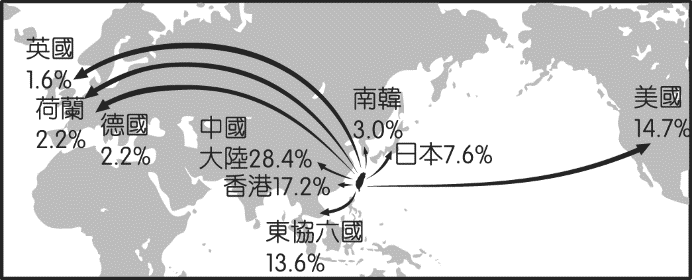 英國
1.6%
荷蘭
2.2%
德國
2.2%
中國
大陸28.4%
香港17.2%
東協六國
13.6%
南韓
3.0%
日本7.6%
美國
14.7%